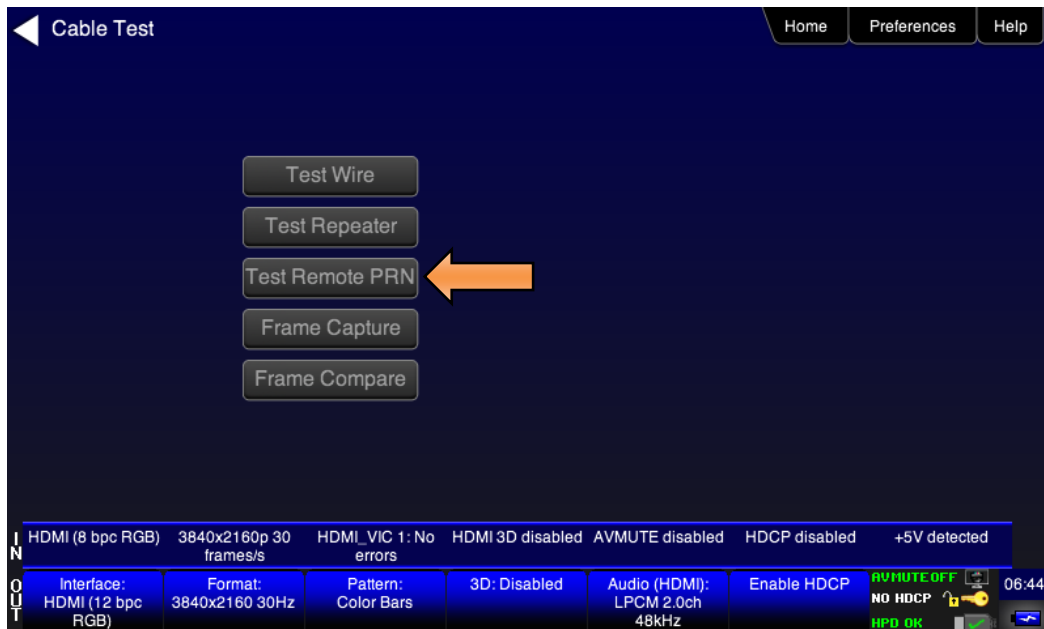 Cable Test
Home
Preferences
Help
Test Wire
Test Repeater
Test Remote PRN
Frame Capture
Frame Compare
IN
HDMI (8 bpc RGB)
3840x2160p 30
frames/s
HDMI_VIC 1: No
errors
HDMI 3D disabled
AVMUTE disabled
HDCP disabled
+5V detected
OUT
Interface:
HDMI (12 bpc
RGB)
Format:
3840x2160 30Hz
Pattern:
Color Bars
3D: Disabled
Audio (HDMI):
LPCM 2.0ch
48kHz
Enable HDCP
AVMUTEOFF
NO HDCP
HPD OK
06:44